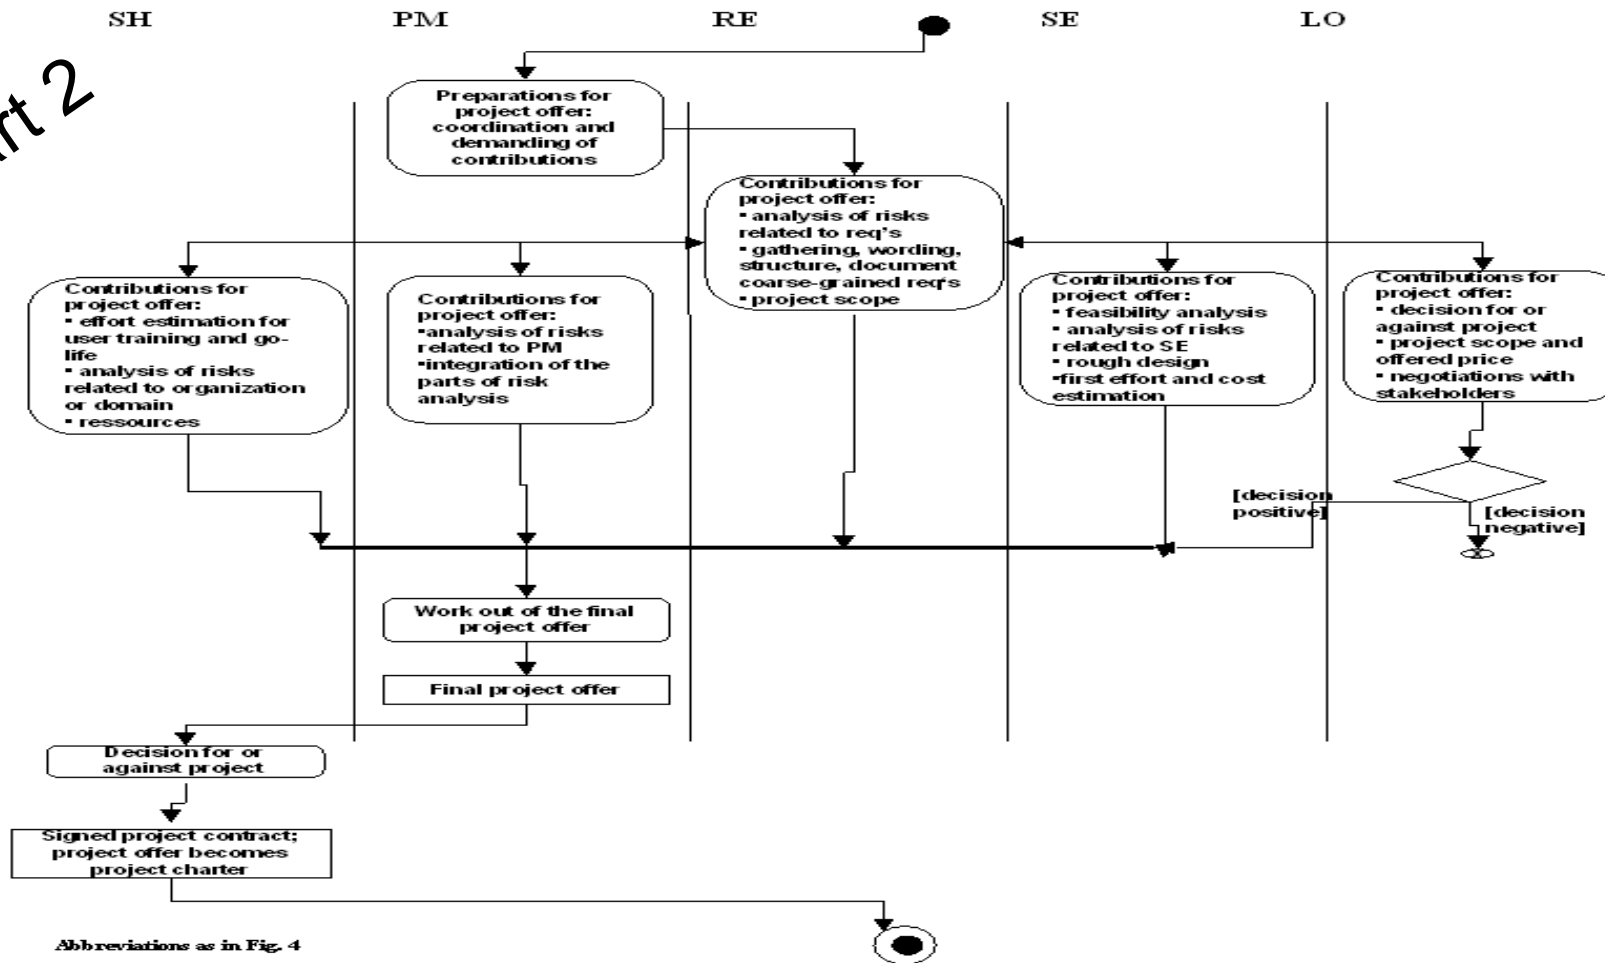 SH
PM
RE
SE
LO
2
Preparations for
project offer:
coordination and
demanding of
contributions
Contributions for
project offer:
▪ analysis of risks
related to req's
▪ gathering, wording,
structure, document
coarse-grained req's
▪ project scope
Contributions for
project offer:
▪ effort estimation for
user training and go-
life
▪ analysis of risks
related to organization
or domain
▪ ressources
Contributions for
project offer:
▪analysis of risks
related to PM
▪integration of the
parts of risk
analysis
Contributions for
project offer:
▪ feasibility analysis
▪ analysis of risks
related to SE
▪ rough design
▪first effort and cost
estimation
Contributions for
project offer:
▪ decision for or
against project
▪ project scope and
offered price
▪ negotiations with
stakeholders
[decision
positive]
[decision
negative]
X
Work out of the final
project offer
Final project offer
Decision for or
against project
Signed project contract;
project offer becomes
project charter
Abbreviations as in Fig. 4